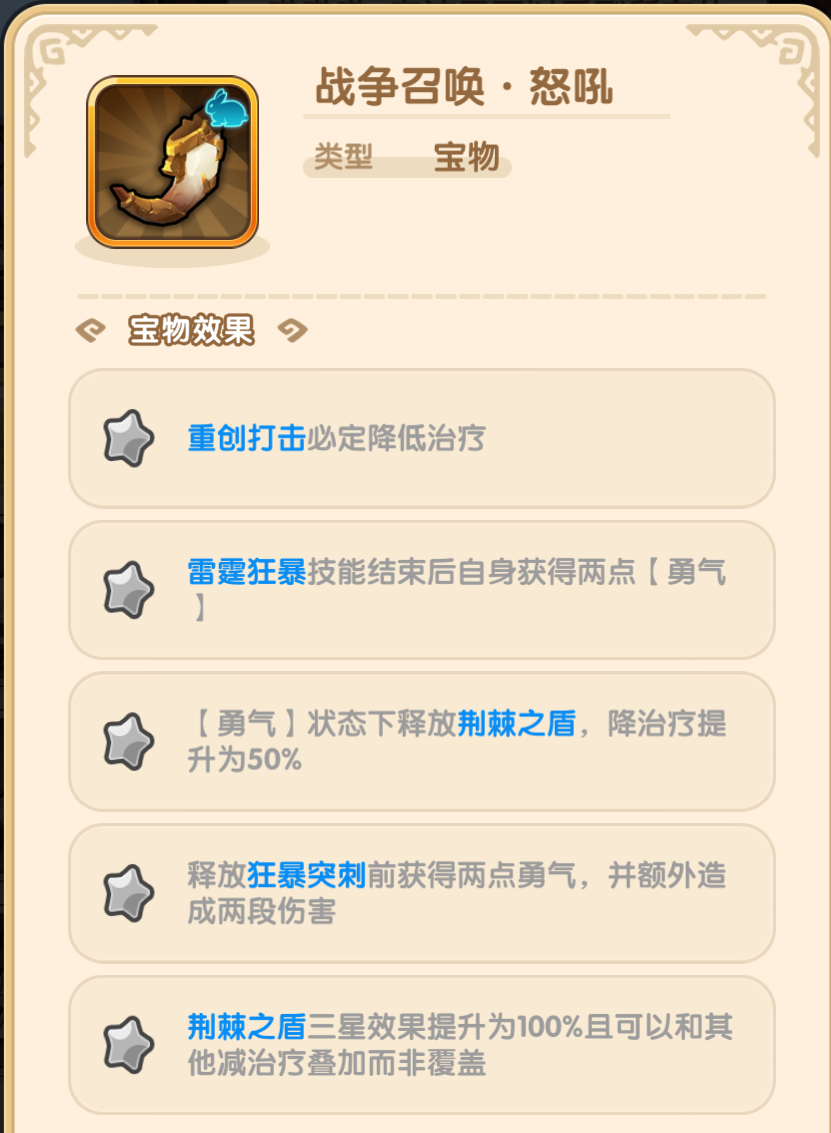 战争召唤·怒吼
类型 宝物
宝物效果
重创打击必定降低治疗
雷霆狂暴技能结束后自身获得两点【勇气
】
【勇气】状态下释放荆棘之盾，降治疗提
升为50%
释放狂暴突刺前获得两点勇气，并额外造
成两段伤害
荆棘之盾三星效果提升为100%且可以和其
他减治疗叠加而非覆盖